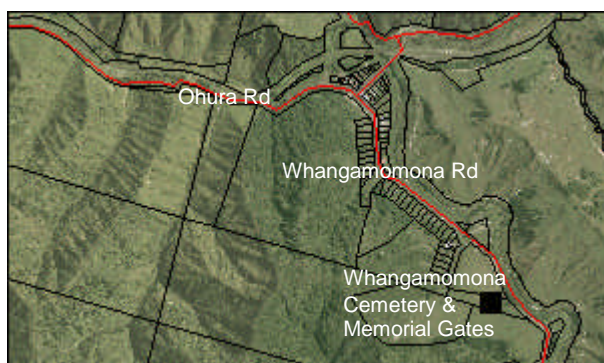 Ohura Rd
Whangamomona Rd
Whangamomona
Cemetery &
Memorial Gates